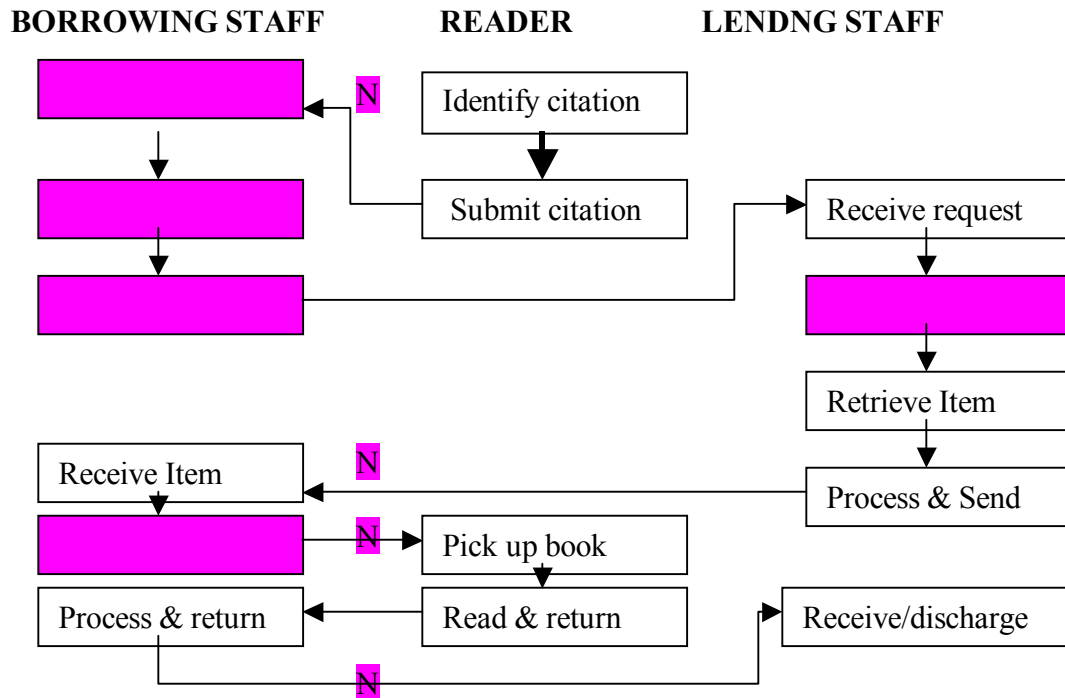 BORROWING STAFF READER LENDNG STAFF
N Identify citation
Submit citation Receive request
Retrieve Item
Receive Item N Process & Send
N Pick up book
Process & return Read & return Receive/discharge
N